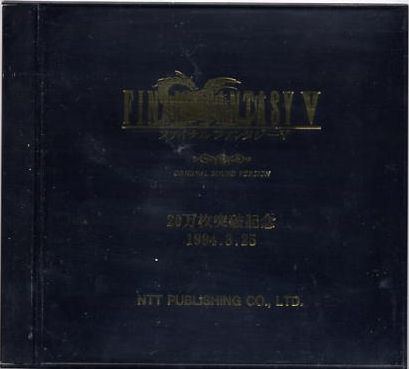 FINAL FANTASY V
ファイナルファンタジーV
ORIGINAL SOUND VERSION
20万枚突破記念
1994.3.25
NTT PUBLISHING CO., LTD.